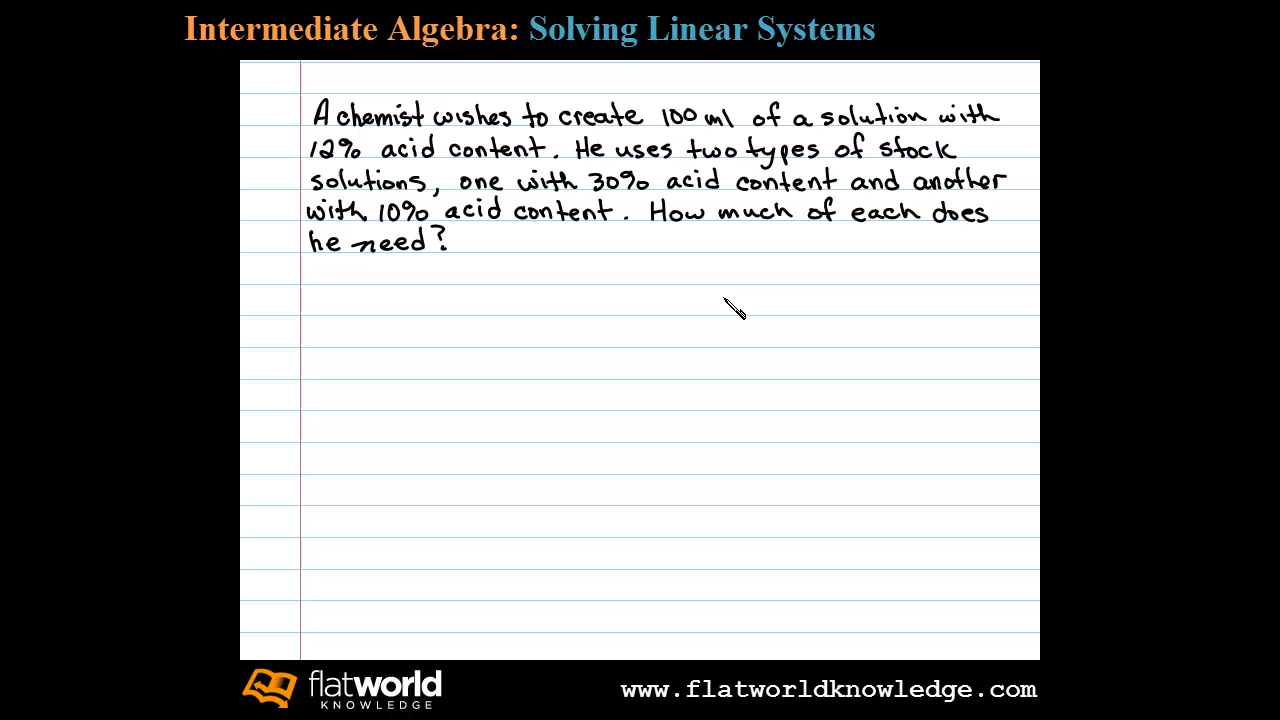 Intermediate Algebra: Solving Linear Systems
A chemist wishes to create 100 ml of a solution with
12% acid content. He uses two types of stock
solutions, one with 30% acid content and another
with 10% acid content. How much of each does
he need?
flatworld
KNOWLEDGE
www.flatworldknowledge.com